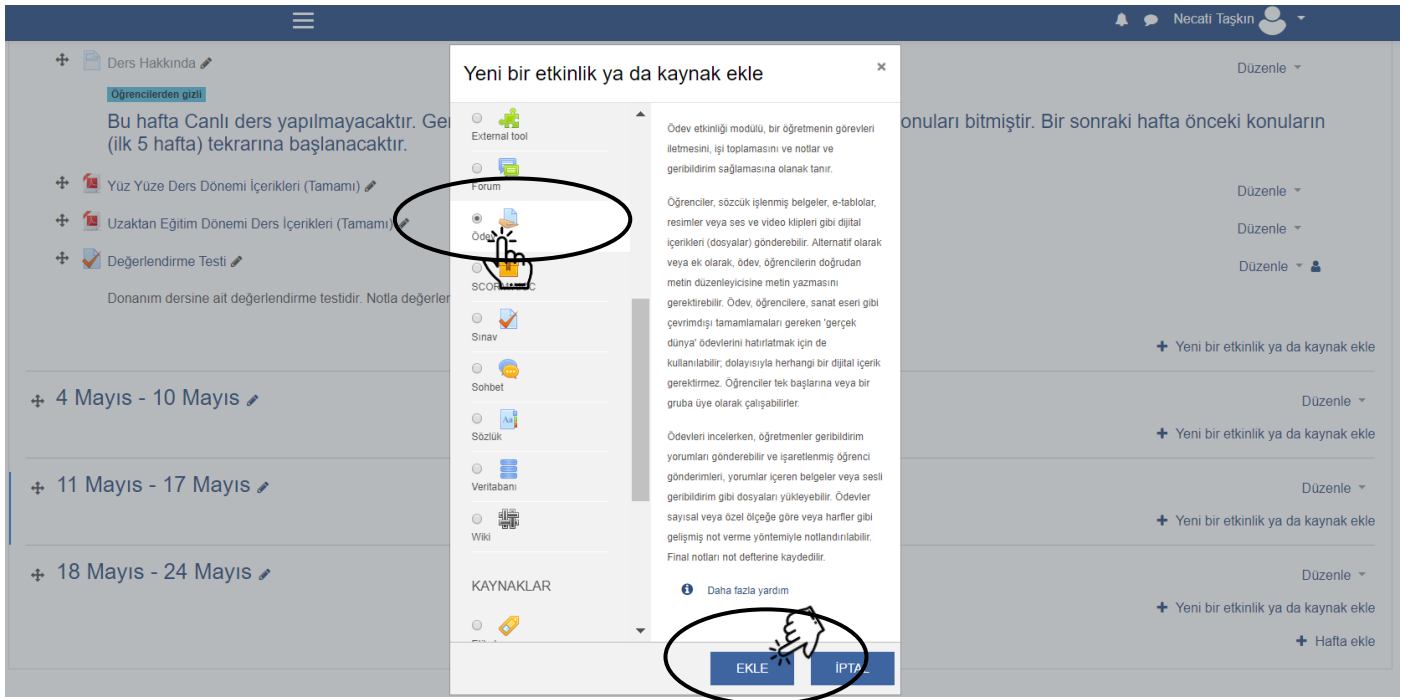 Necati Taşkın
Ders Hakkında
Düzenle
Öğrencilerden gizli
Bu hafta Canlı ders yapılmayacaktır. onuları bitmiştir. Bir sonraki hafta önceki konuların
(ilk 5 hafta) tekrarına başlanacaktır.
Yüz Yüze Ders Dönemi İçerikleri (Tamamı)
Düzenle
Uzaktan Eğitim Dönemi Ders İçerikleri (Tamamı)
Düzenle
Değerlendirme Testi
Düzenle
Donanım dersine ait değerlendirme testidir. Notla değerler
+ Yeni bir etkinlik ya da kaynak ekle
4 Mayıs - 10 Mayıs
Düzenle
+ Yeni bir etkinlik ya da kaynak ekle
11 Mayıs - 17 Mayıs
Düzenle
+ Yeni bir etkinlik ya da kaynak ekle
18 Mayıs - 24 Mayıs
Düzenle
+ Yeni bir etkinlik ya da kaynak ekle
+ Hafta ekle
Yeni bir etkinlik ya da kaynak ekle
×
External tool
Forum
Ödev
Sınav
Sohbet
Sözlük
Veritabanı
Wiki
KAYNAKLAR
Ödev etkinliği modülü, bir öğretmenin görevleri
iletmesini, işi toplamasını ve notlar ve
geribildirim sağlamasına olanak tanır.
Öğrenciler, sözcük işlenmiş belgeler, e-tablolar,
resimler veya ses ve video klipleri gibi dijital
içerikleri (dosyalar) gönderebilir. Alternatif olarak
veya ek olarak, ödev, öğrencilerin doğrudan
metin düzenleyicisine metin yazmasını
gerektirebilir. Ödev, öğrencilere, sanat eseri gibi
çevrimdışı tamamlamaları gereken 'gerçek
dünya' ödevlerini hatırlatmak için de
kullanılabilir; dolayısıyla herhangi bir dijital içerik
gerektirmez. Öğrenciler tek başlarına veya bir
gruba üye olarak çalışabilirler.
Ödevleri incelerken, öğretmenler geribildirim
yorumları gönderebilir ve işaretlenmiş öğrenci
gönderimleri, yorumlar içeren belgeler veya sesli
geribildirim gibi dosyaları yükleyebilir. Ödevler
sayısal veya özel ölçeğe göre veya harfler gibi
gelişmiş not verme yöntemiyle notlandırılabilir.
Final notları not defterine kaydedilir.
Daha fazla yardım
EKLE
İPTAL